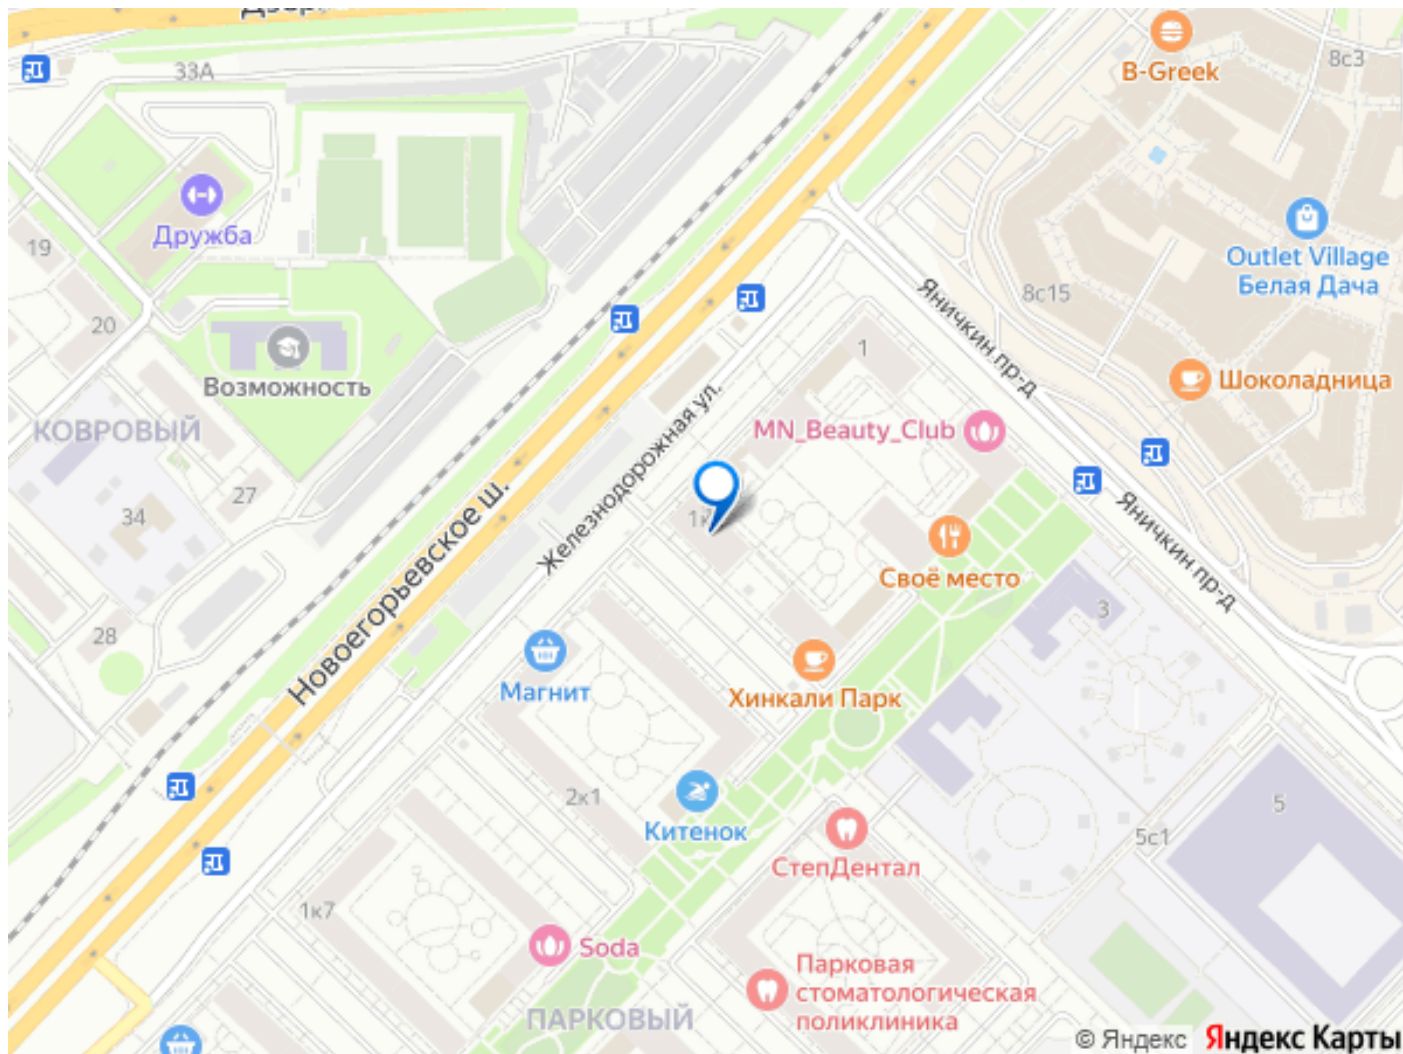 33А
B-Greek
8с3
Дружба
19
Outlet Village
Белая Дача
8с15
20
Яничкин пр-д
1
Возможность
Шоколадница
КОВРОВЫЙ
MN_Beauty_Club
Железнодорожная ул.
27
34
Новоегорьевское ш.
Яничкин пр-д
Своё место
3
28
Магнит
Хинкали Парк
2к1
5
Китенок
5с1
СтепДентал
1к7
Soda
Парковая
стоматологическая
поликлиника
ПАРКОВЫЙ
© Яндекс Яндекс Карты